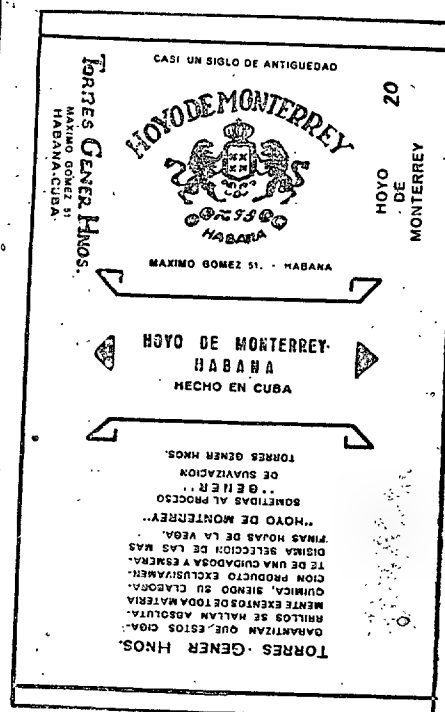 CASI UN SIGLO DE ANTIGUEDAD
HOYO DE MONTERREY
HABANA
MAXIMO GOMEZ 51. - HABANA
TORRES GENER HNOS.
MAXIMO GOMEZ 51
HABANA-CUBA
20
HOYO
DE
MONTERREY
HOYO DE MONTERREY
HABANA
HECHO EN CUBA
TORRES - GENER HNOS.
GARANTIZAN QUE, ESTOS CIGA-
RRILLOS SE HALLAN ABSOLUTA-
MENTE EXENTOS DE TODA MATERIA
QUIMICA, SIENDO SU ELABORA-
CION PRODUCTO EXCLUSIVAMEN-
TE DE UNA CUIDADOSA Y ESMERA-
DISIMA SELECCION DE LAS MAS
FINAS HOJAS DE LA VEGA.
"HOYO DE MONTERREY"
SOMETIDAS AL PROCESO
"GENER"
DE SUAVIZACION
TORRES GENER HNOS.